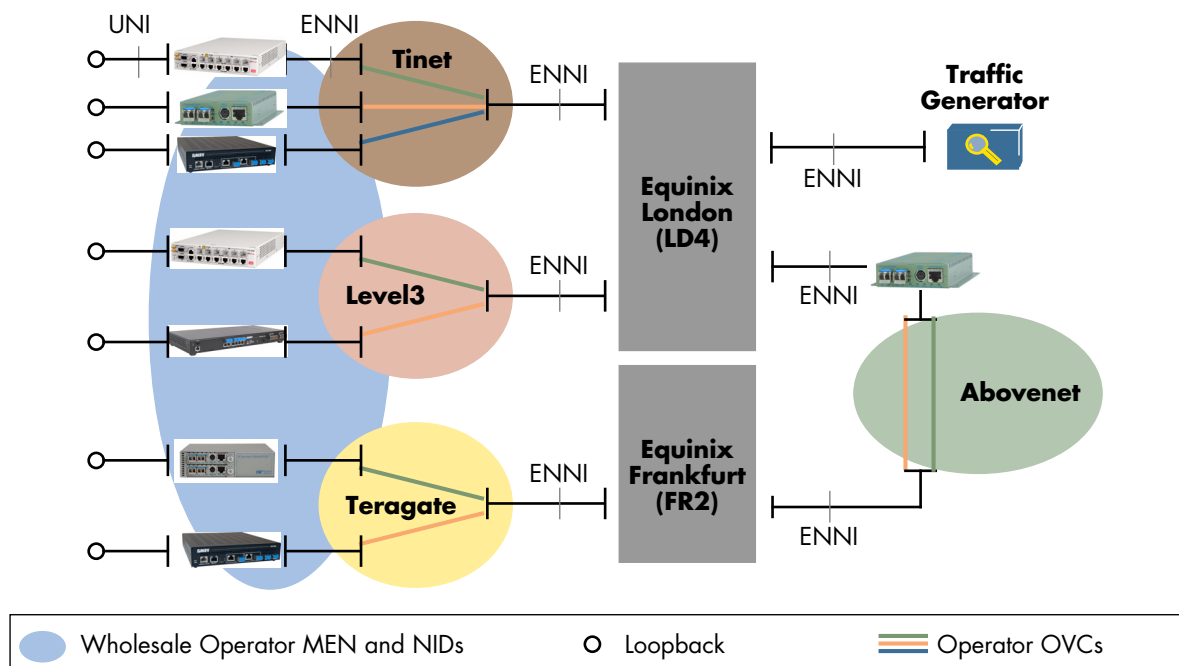 UNI
ENNI
Tinet
ENNI
Traffic
Generator
ENNI
Equinix
London
(LD4)
ENNI
Level3
ENNI
Abovenet
Equinix
Frankfurt
(FR2)
ENNI
Teragate
ENNI
Wholesale Operator MEN and NIDs
Loopback
Operator OVCs